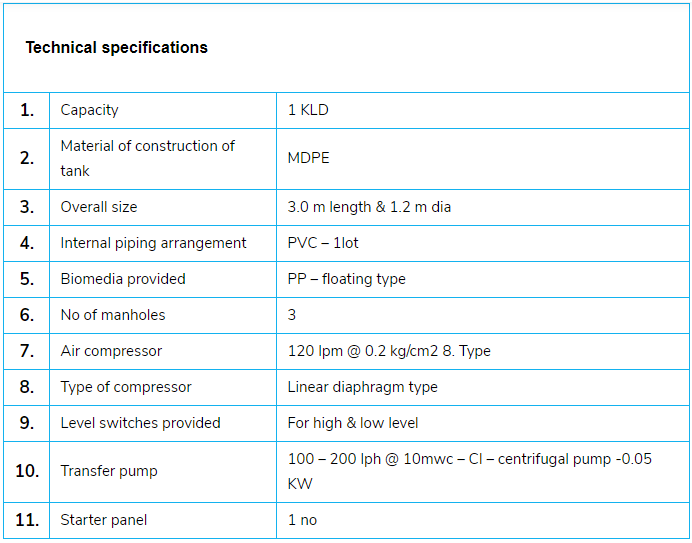 Technical specifications
1. Capacity 1 KLD
2. Material of construction of
tank MDPE
3. Overall size 3.0 m length & 1.2 m dia
4. Internal piping arrangement PVC – 1lot
5. Biomedia provided PP – floating type
6. No of manholes 3
7. Air compressor 120 lpm @ 0.2 kg/cm2 8. Type
8. Type of compressor Linear diaphragm type
9. Level switches provided For high & low level
10. Transfer pump 100 – 200 lph @ 10mwc – CI – centrifugal pump -0.05
KW
11. Starter panel 1 no